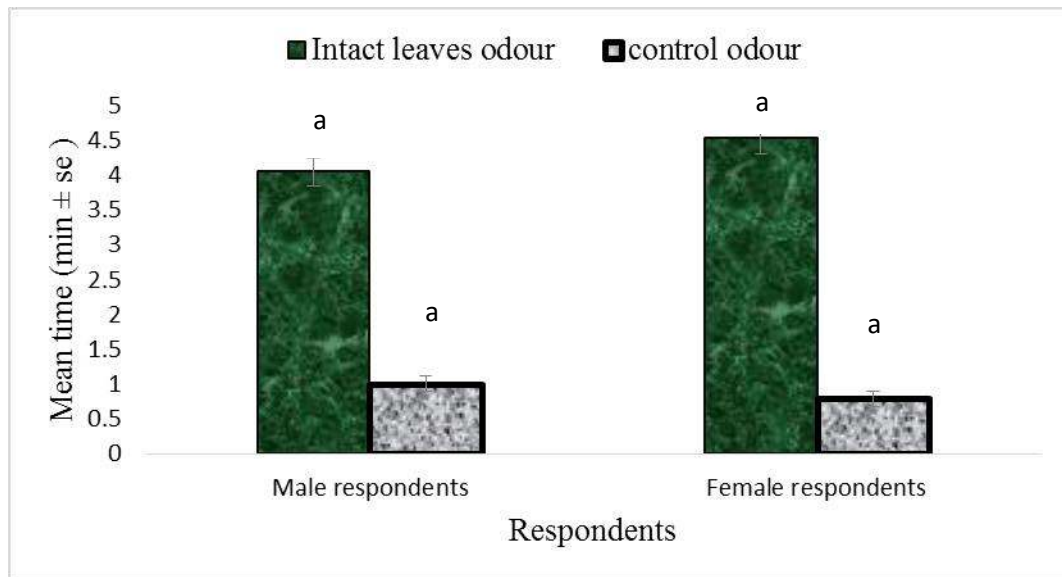 Intact leaves odour control odour
Mean time (min ± se )
5
4.5
4
3.5
3
2.5
2
1.5
1
0.5
0
a
a
a
a
Male respondents Female respondents
Respondents